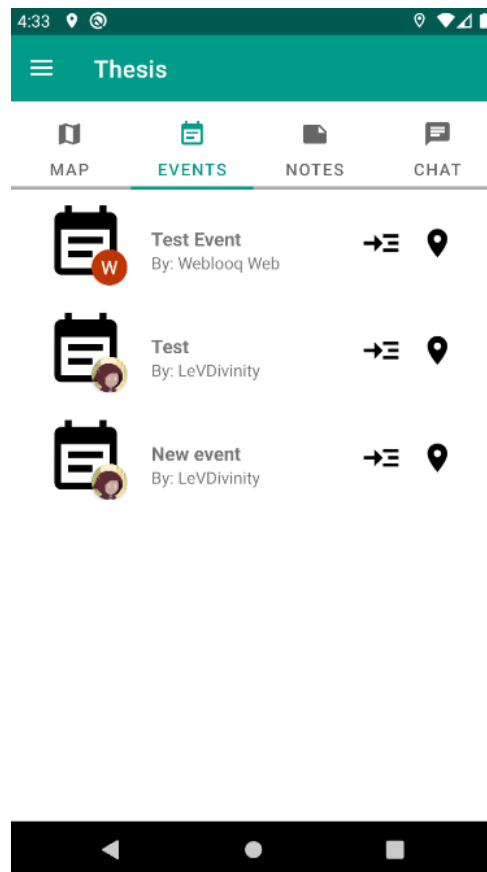 4:33
Thesis
MAP EVENTS NOTES CHAT
Test Event
By: Weblooq Web
W
Test
By: LeVDivinity
New event
By: LeVDivinity